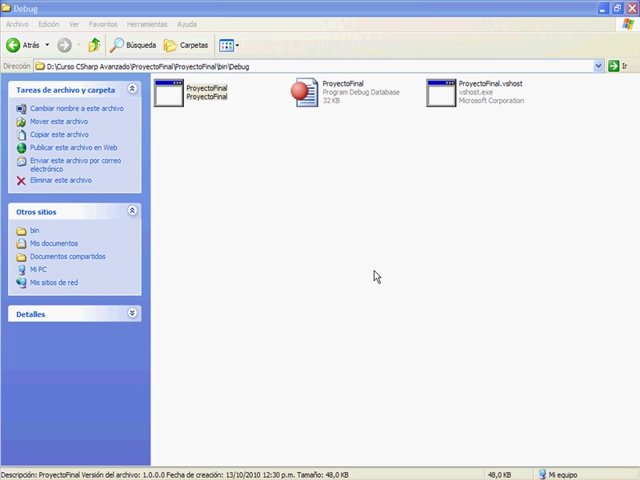 Debug
Archivo Edición Ver Favoritos Herramientas Ayuda
Atrás Búsqueda Carpetas
Dirección D:\Curso CSharp Avanzado\ProyectoFinal\ProyectoFinal\bin\Debug Ir
Tareas de archivo y carpeta
Cambiar nombre a este archivo
Mover este archivo
Copiar este archivo
Publicar este archivo en Web
Enviar este archivo por correo
electrónico
Eliminar este archivo
Otros sitios
bin
Mis documentos
Documentos compartidos
Mi PC
Mis sitios de red
Detalles
ProyectoFinal
ProyectoFinal
ProyectoFinal
Program Debug Database
32 KB
ProyectoFinal.vshost
vshost.exe
Microsoft Corporation
Descripción: ProyectoFinal Versión del archivo: 1.0.0.0 Fecha de creación: 13/10/2010 12:30 p.m. Tamaño: 48,0 KB 48,0 KB Mi equipo